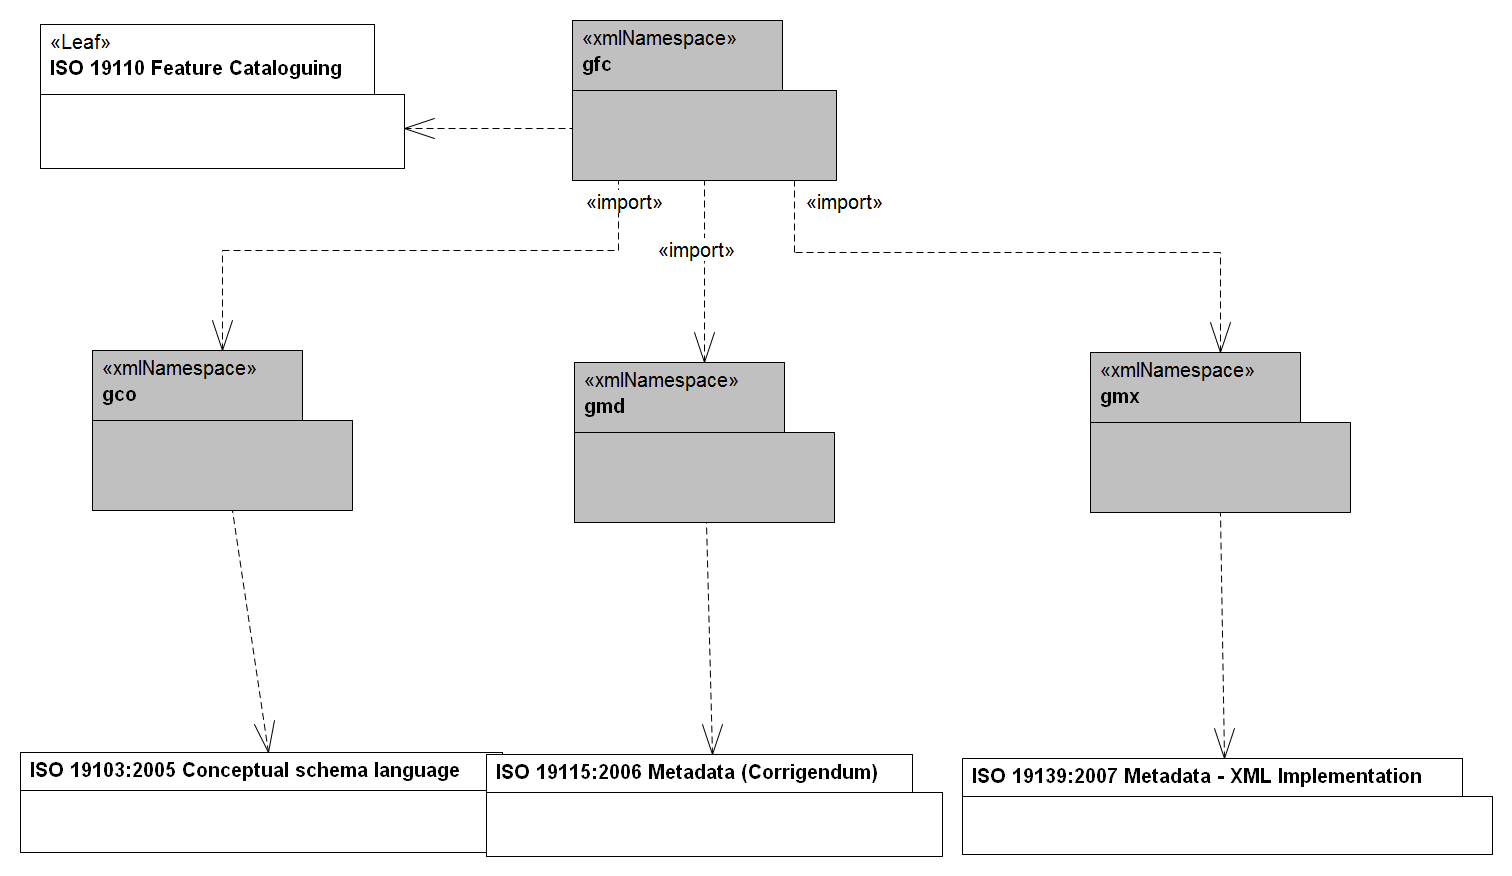 «Leaf»
ISO 19110 Feature Cataloguing
«xmlNamespace»
gfc
«import»
«import»
«import»
«xmlNamespace»
gco
«xmlNamespace»
gmd
«xmlNamespace»
gmx
ISO 19103:2005 Conceptual schema language
ISO 19115:2006 Metadata (Corrigendum)
ISO 19139:2007 Metadata - XML Implementation